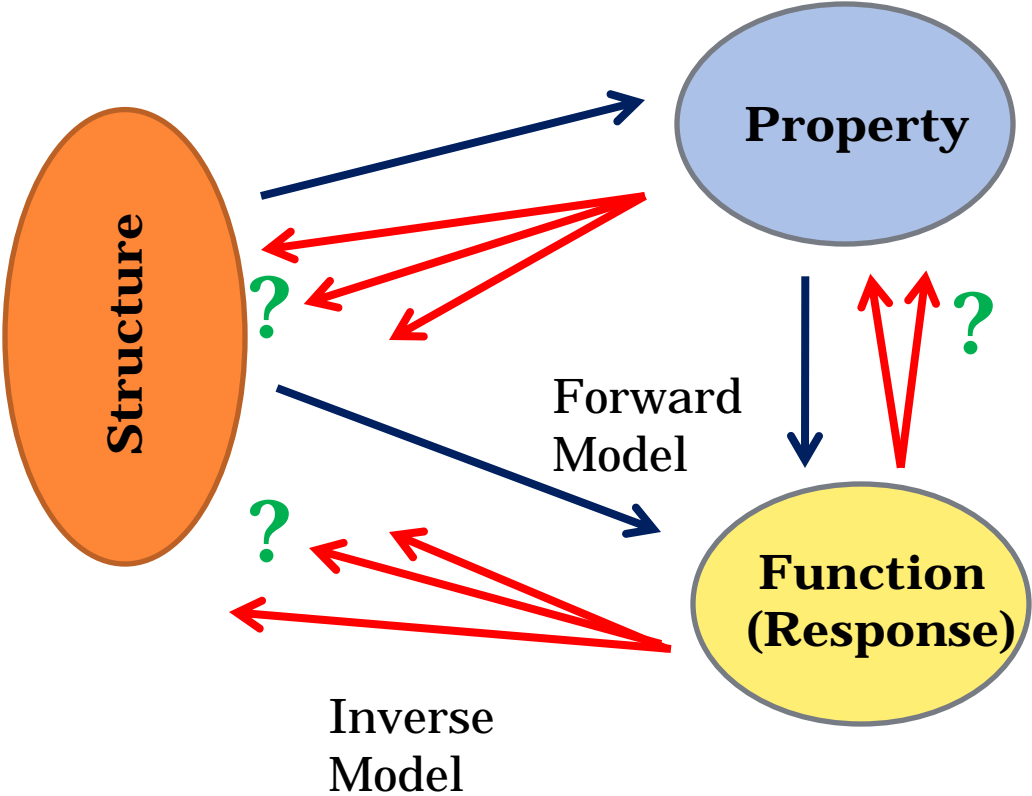 Property
Structure
?
?
Forward
Model
?
Function
(Response)
Inverse
Model